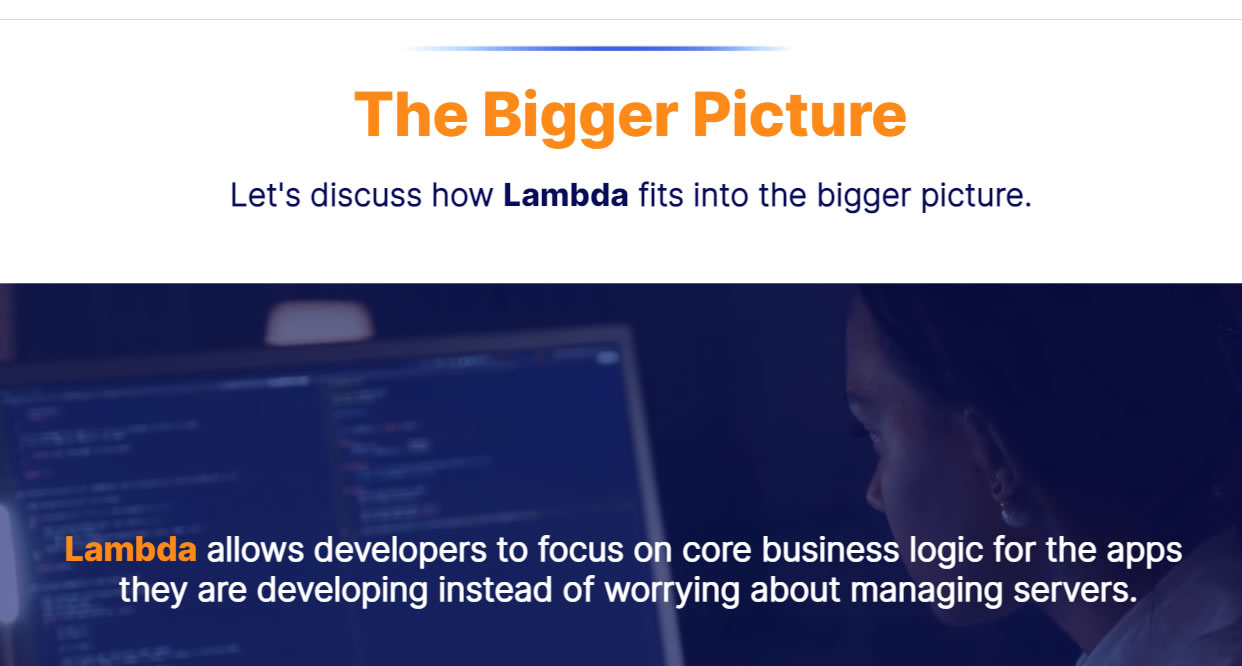 The Bigger Picture
Let's discuss how Lambda fits into the bigger picture.
Lambda allows developers to focus on core business logic for the apps
they are developing instead of worrying about managing servers.